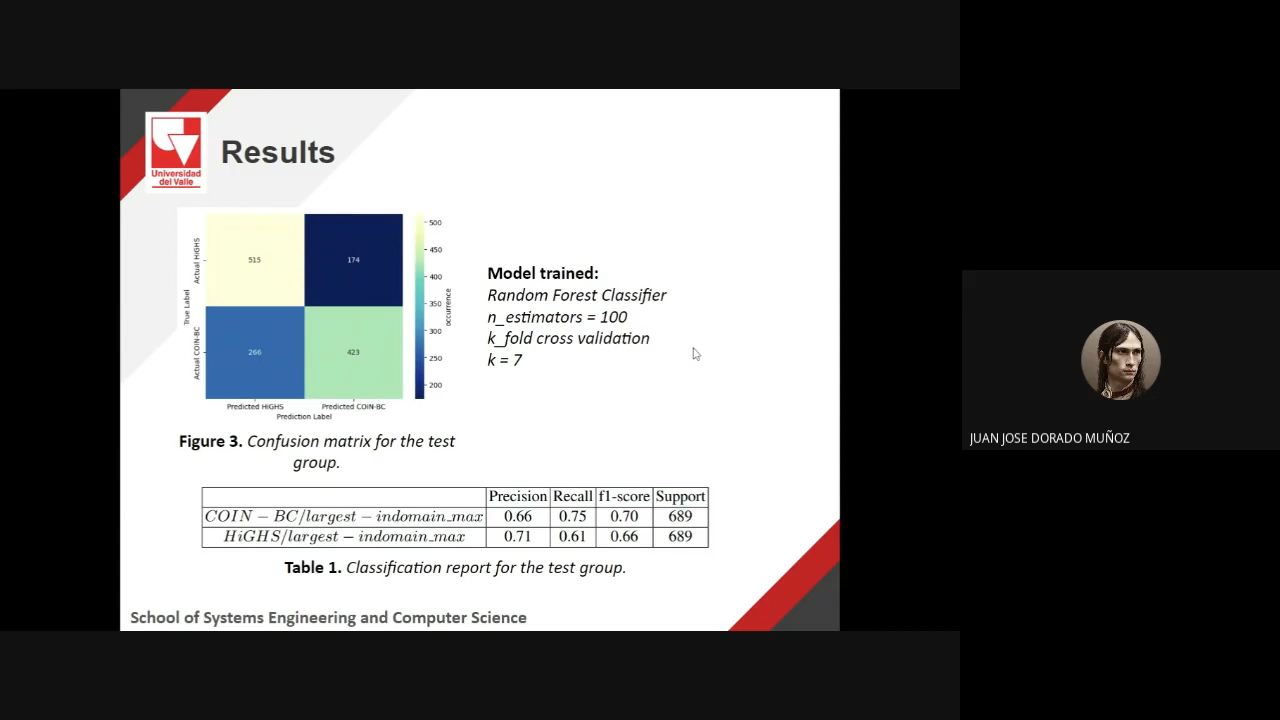 Universidad
del Valle
Results
Actual HiGHS
Actual COIN-BC
True Label
515
174
266
423
Predicted HiGHS
Predicted COIN-BC
Prediction Label
500
450
400
350
300
250
200
occurrence
Model trained:
Random Forest Classifier
n_estimators = 100
k_fold cross validation
k = 7
Figure 3. Confusion matrix for the test
group.
Precision Recall f1-score Support
COIN − BC/largest − indomain_max 0.66 0.75 0.70 689
HiGHS/largest − indomain_max 0.71 0.61 0.66 689
Table 1. Classification report for the test group.
School of Systems Engineering and Computer Science
JUAN JOSE DORADO MUÑOZ